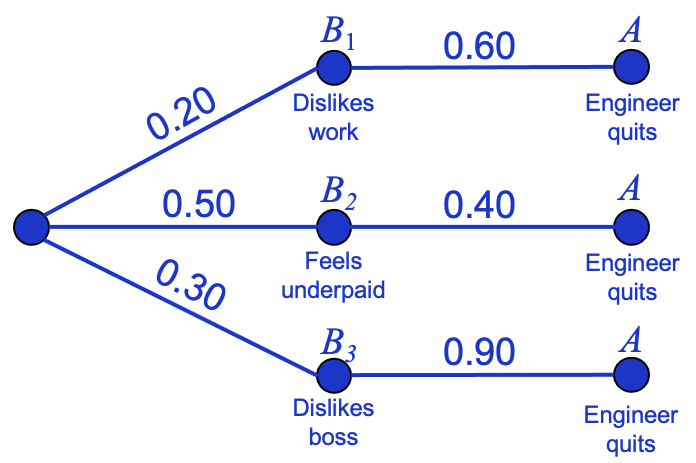 B1
0.60
A
0.20
Dislikes
work
Engineer
quits
0.50
B2
0.40
A
Feels
underpaid
Engineer
quits
0.30
B3
0.90
A
Dislikes
boss
Engineer
quits